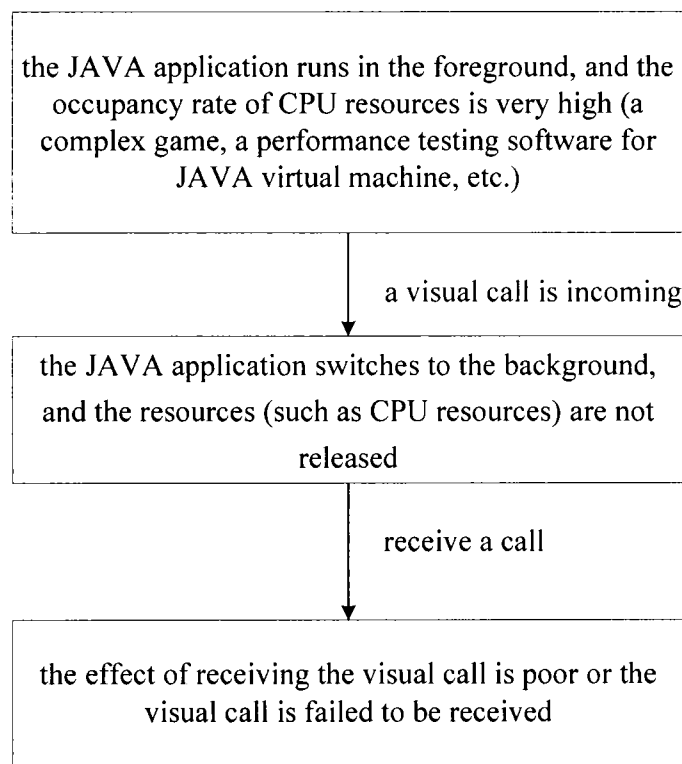 the JAVA application runs in the foreground, and the
occupancy rate of CPU resources is very high (a
complex game, a performance testing software for
JAVA virtual machine, etc.)
a visual call is incoming
the JAVA application switches to the background,
and the resources (such as CPU resources) are not
released
receive a call
the effect of receiving the visual call is poor or the
visual call is failed to be received